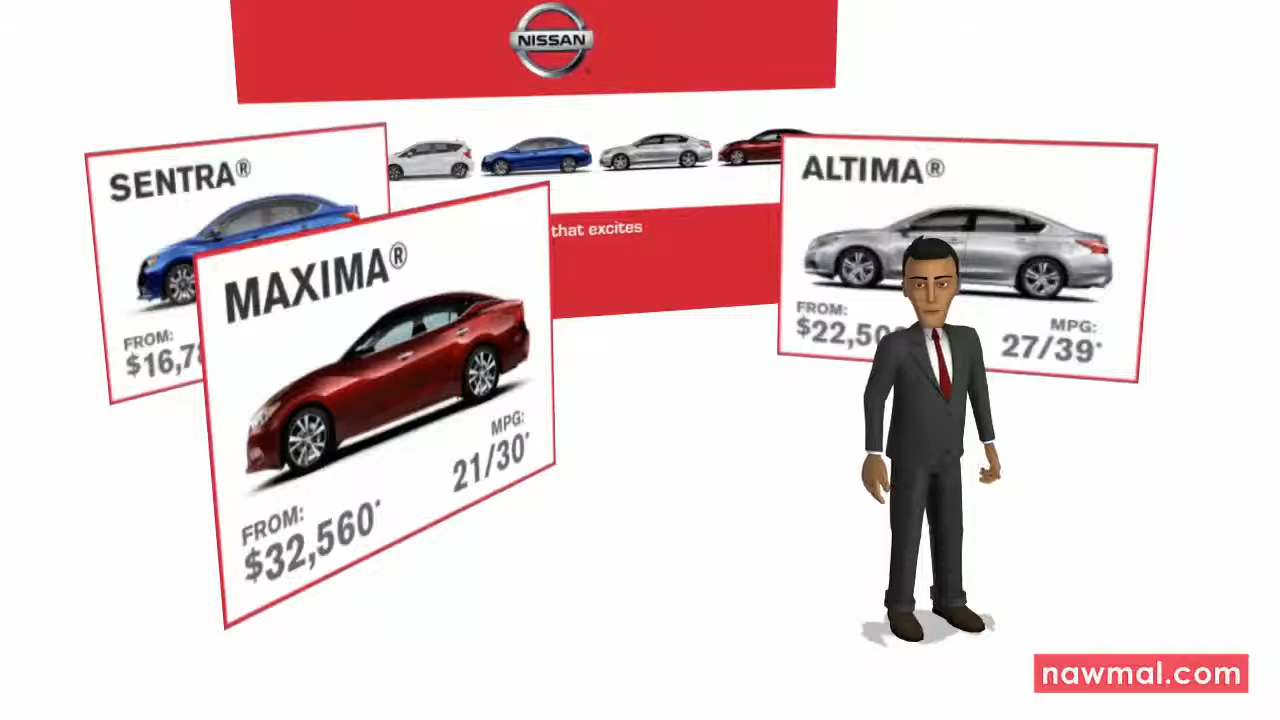 NISSAN
that excites
SENTRA®
FROM:
MAXIMA®
MPG:
21/30*
FROM:
$32,560*
ALTIMA®
FROM:
MPG:
27/39*
nawmal.com